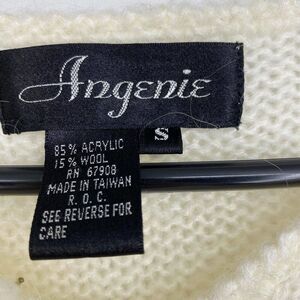 Angenie
S
85% ACRYLIC
15% WOOL
RN 67908
MADE IN TAIWAN
R. O. C.
SEE REVERSE FOR
CARE